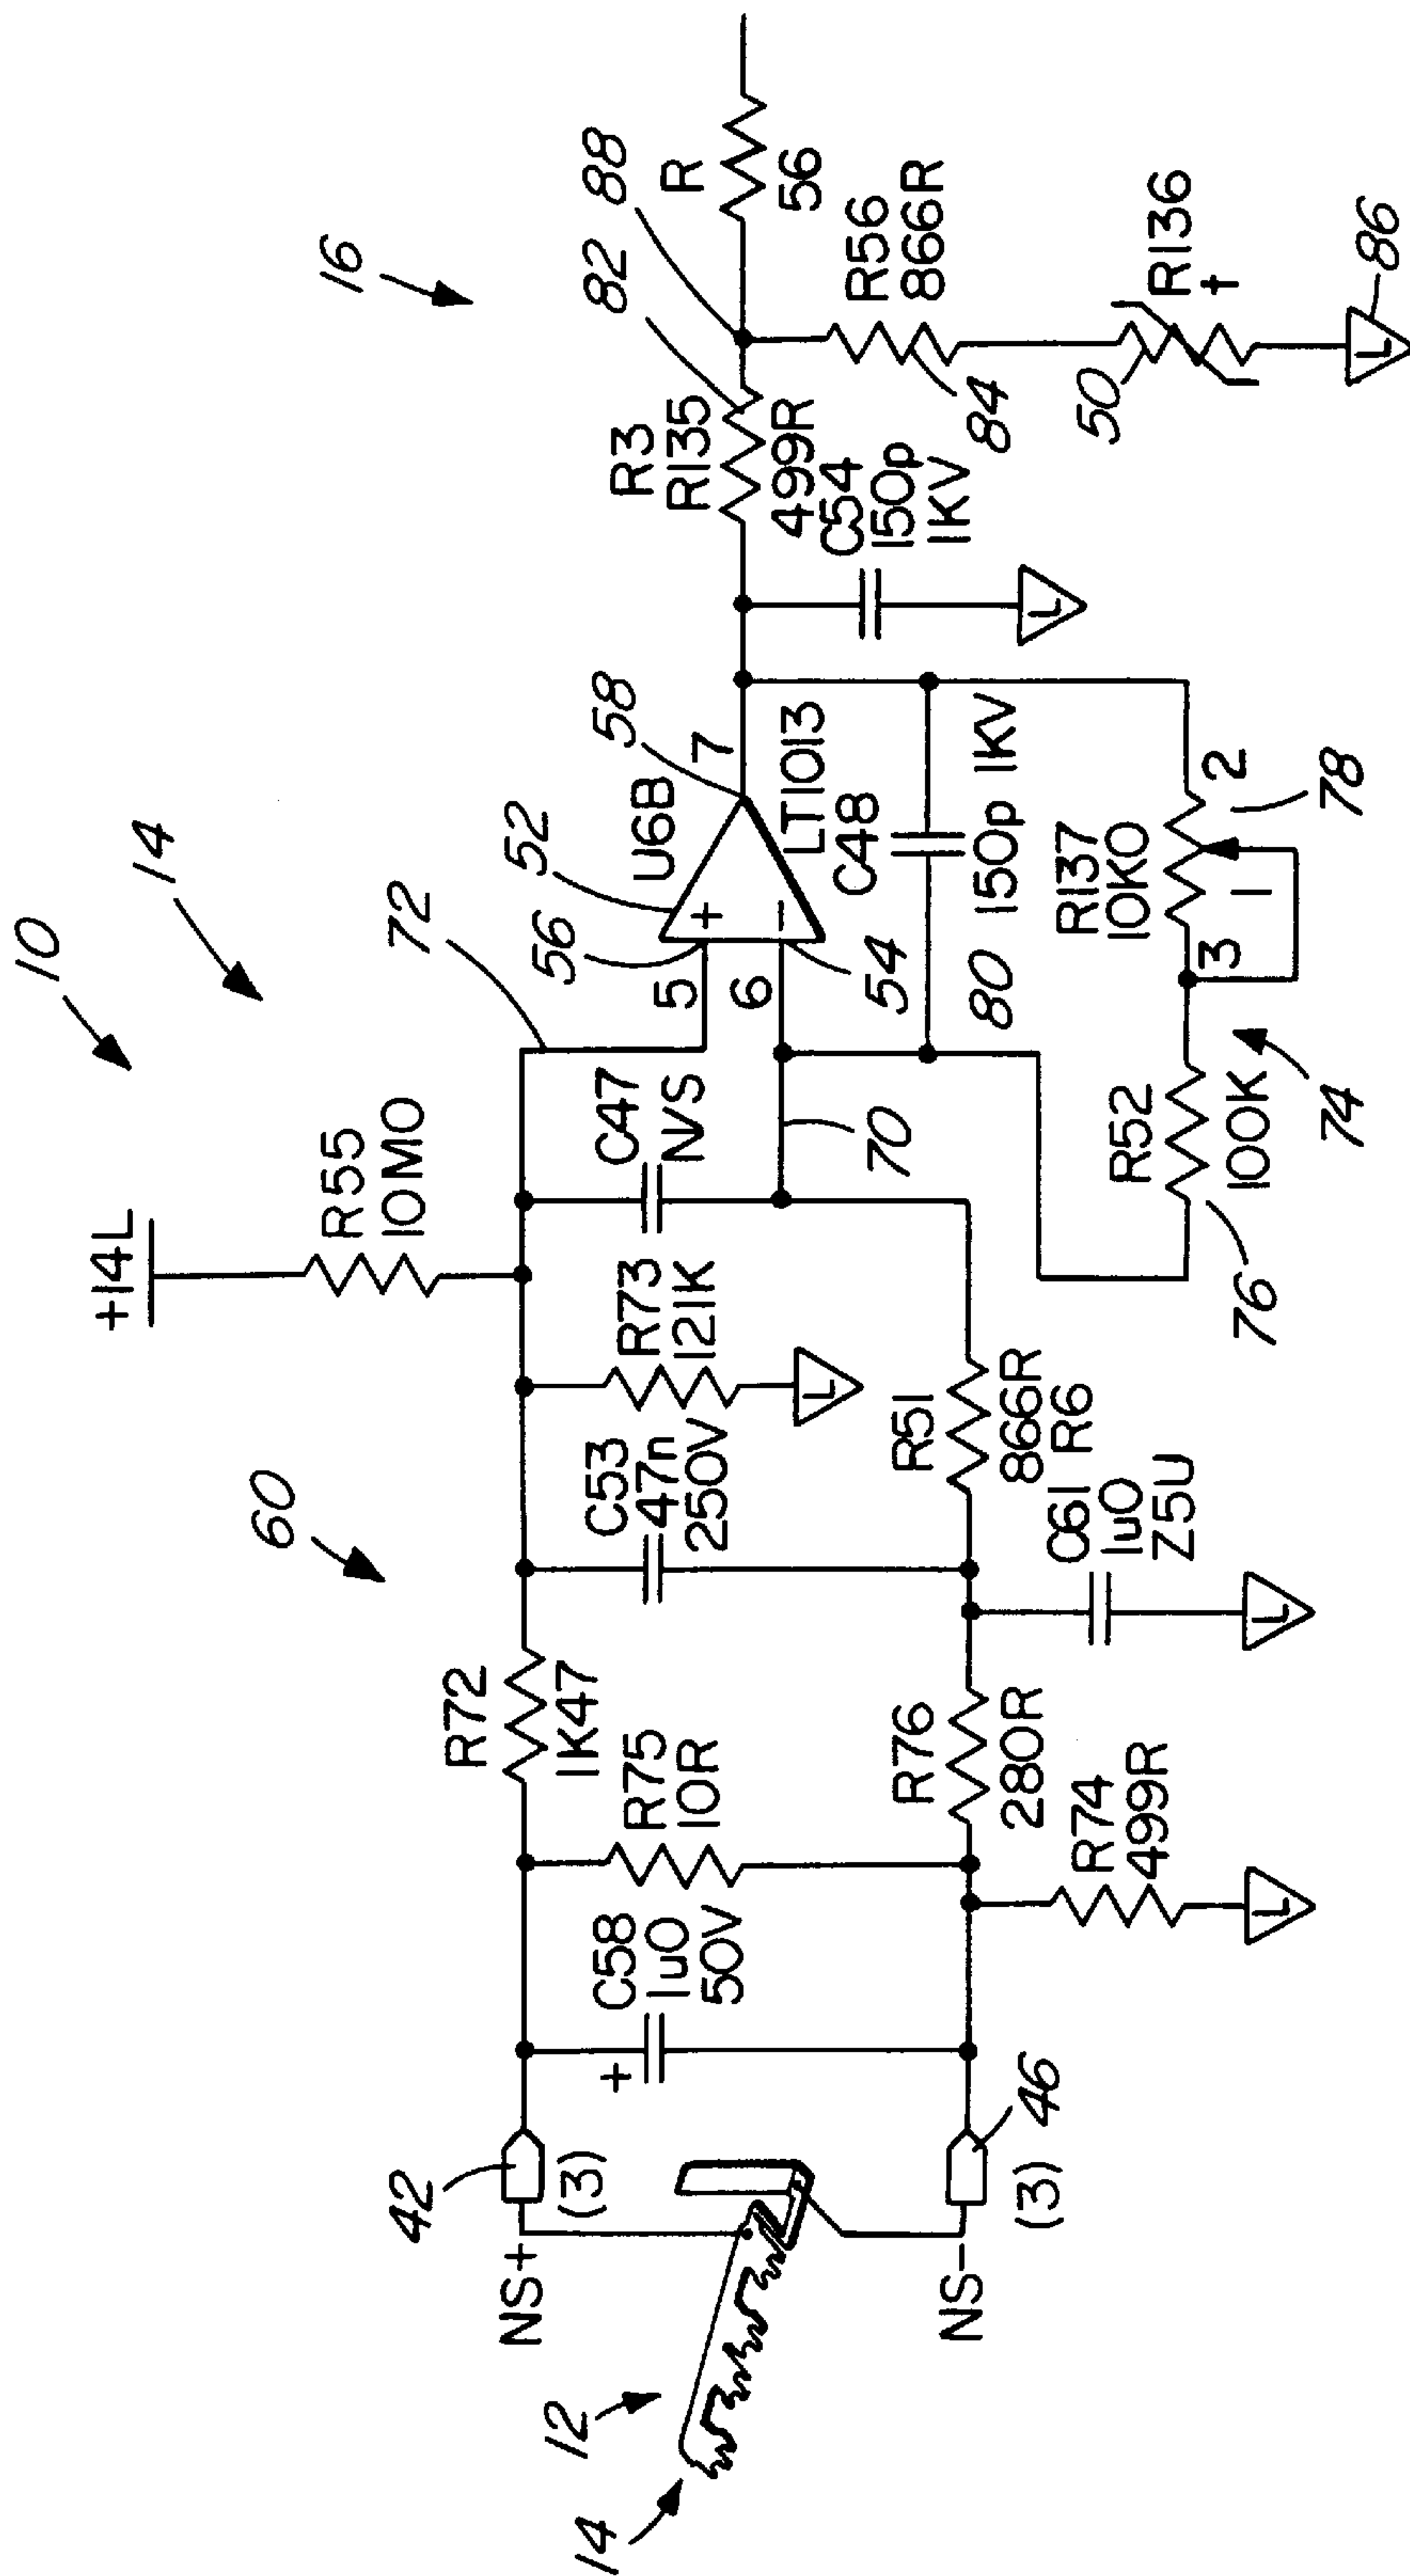 10
14
16
60
+14L
R55
10M0
72
52
56
U6B
58
7
5
+
6
-
LT1013
54
C47
NVS
70
C48
150p 1KV
80
R137
10K0
3
1
2
78
R52
100K
76
74
R3
R135
499R
82
88
R
56
C54
150p
1KV
L
R56
866R
84
50
R136
t
L
86
R73
121K
L
C53
47n
250V
R51
866R
R6
C61
1u0
Z5U
L
R72
1K47
R75
10R
R76
280R
R74
499R
L
C58
1u0
50V
+
42
NS+
(3)
46
NS-
(3)
12
14